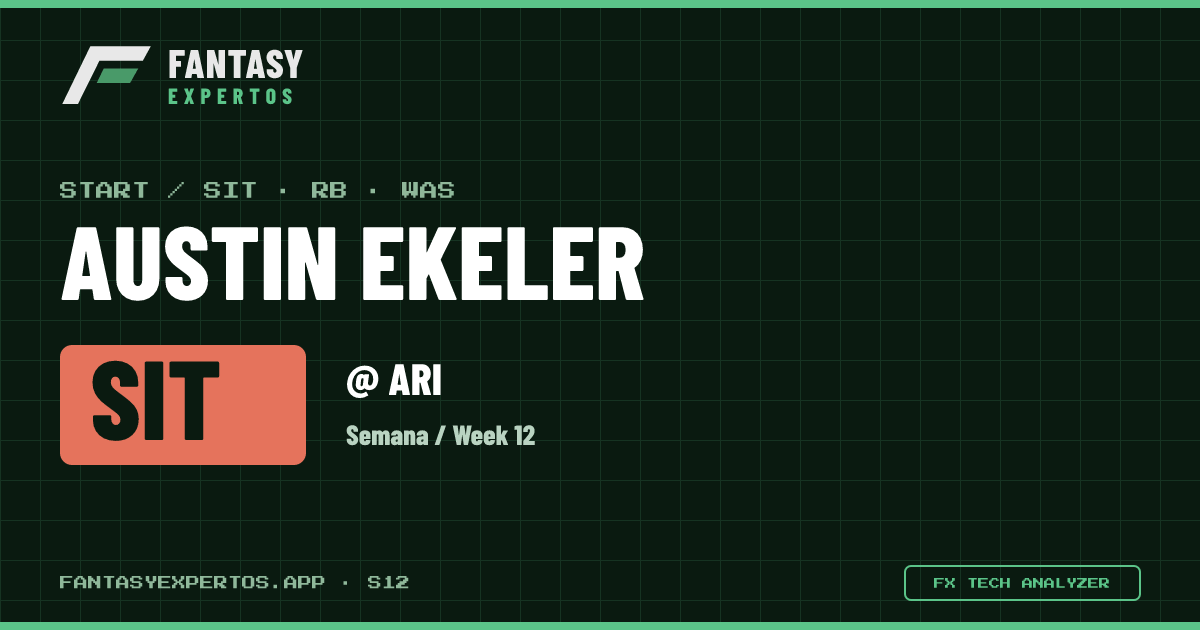 FANTASY
EXPERTOS
START / SIT · RB · WAS
AUSTIN EKELER
SIT
@ ARI
Semana / Week 12
FANTASYEXPERTOS.APP · S12
FX TECH ANALYZER